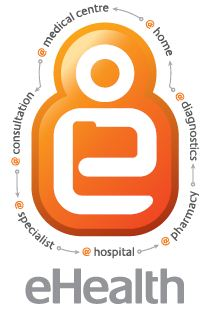 @ medical centre
@ home
@ diagnostics
@ pharmacy
@ hospital
@ specialist
@ consultation
e
eHealth